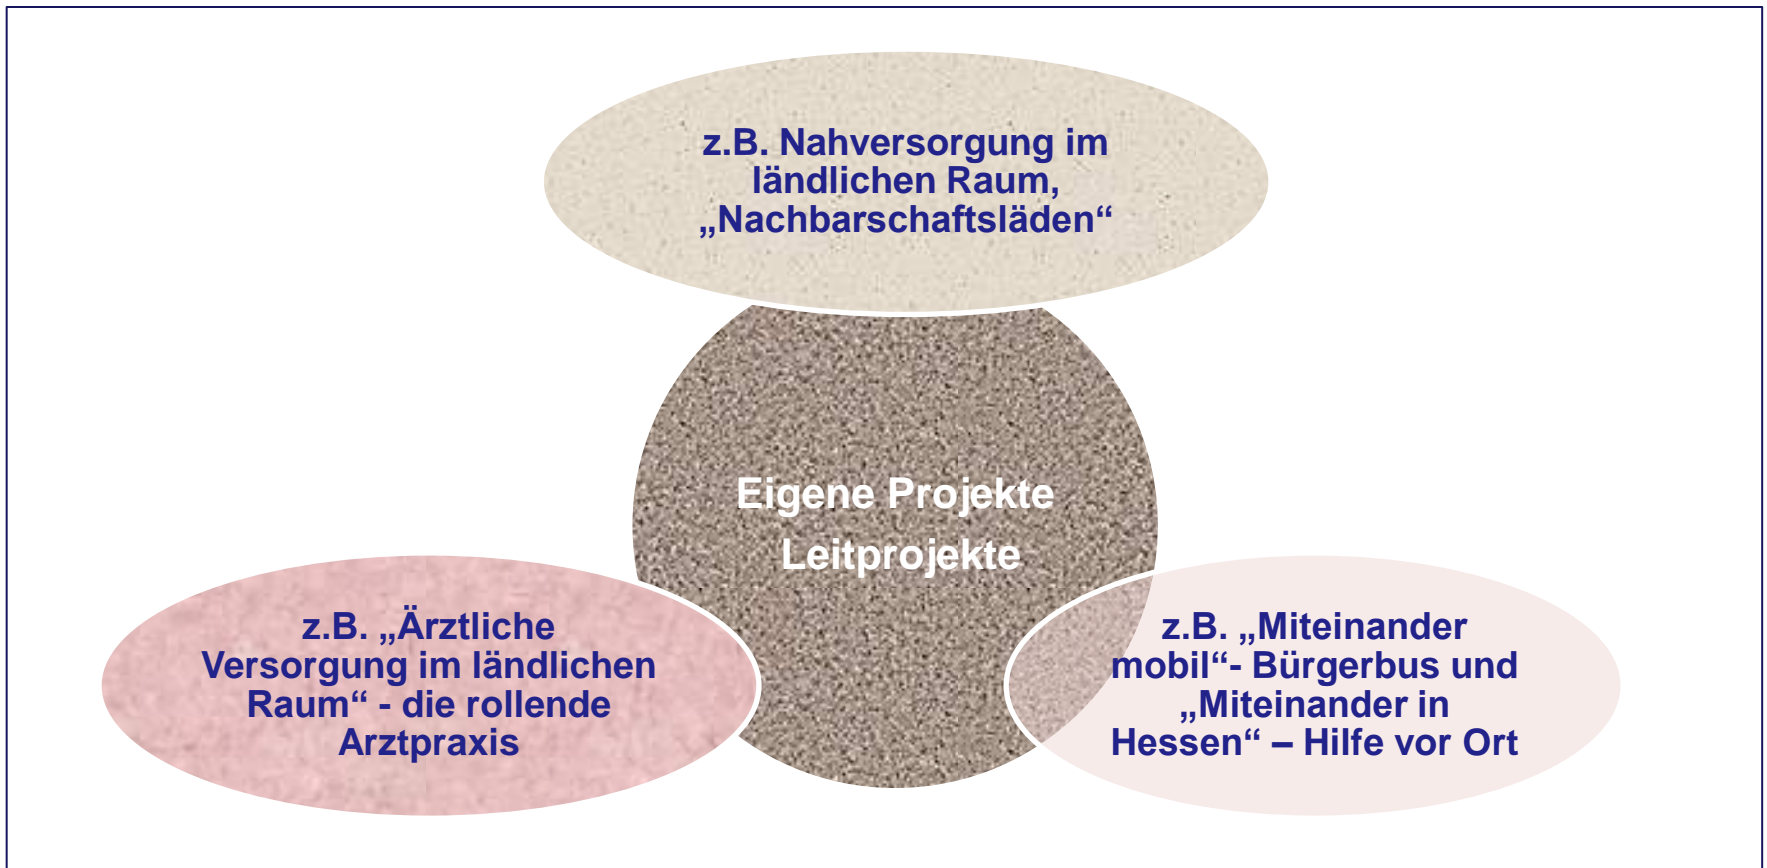 z.B. Nahversorgung im
ländlichen Raum,
„Nachbarschaftsläden“
Eigene Projekte
Leitprojekte
z.B. „Ärztliche
Versorgung im ländlichen
Raum“ - die rollende
Arztpraxis
z.B. „Miteinander
mobil“- Bürgerbus und
„Miteinander in
Hessen“ – Hilfe vor Ort